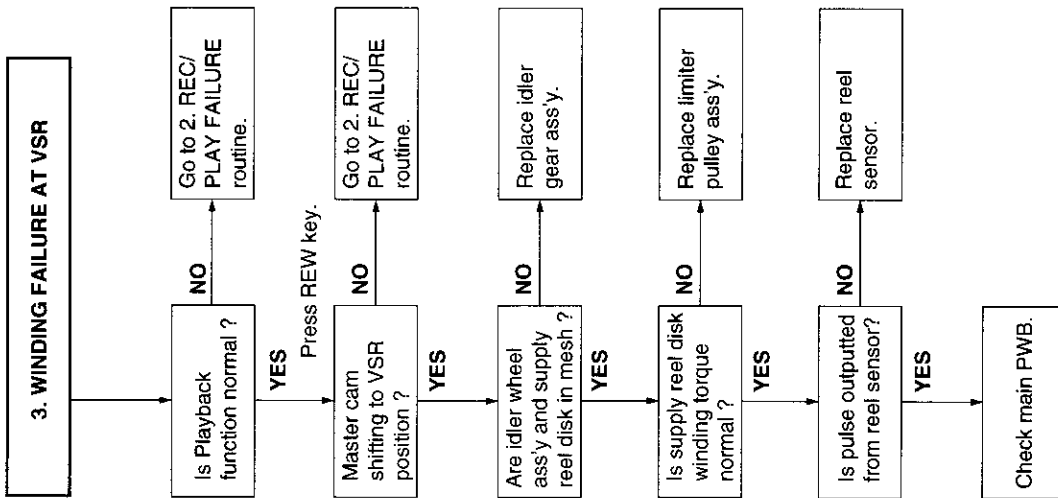 3. WINDING FAILURE AT VSR
Is Playback
function normal ?
NO
Go to 2. REC/
PLAY FAILURE
routine.
YES
Press REW key.
Master cam
shifting to VSR
position ?
NO
Go to 2. REC/
PLAY FAILURE
routine.
YES
Are idler wheel
ass'y and supply
reel disk in mesh ?
NO
Replace idler
gear ass'y.
YES
Is supply reel disk
winding torque
normal ?
NO
Replace limiter
pulley ass'y.
YES
Is pulse outputted
from reel sensor?
NO
Replace reel
sensor.
YES
Check main PWB.